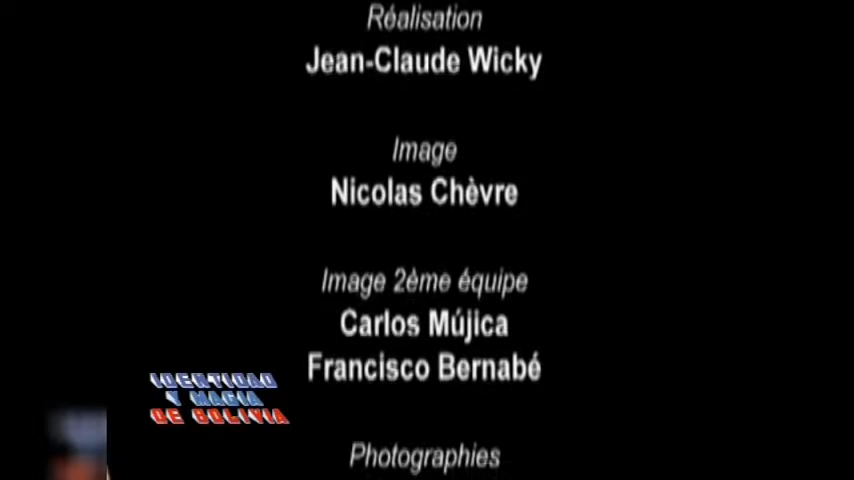 Réalisation
Jean-Claude Wicky
Image
Nicolas Chèvre
Image 2ème équipe
Carlos Mújica
Francisco Bernabé
IDENTIDAD
Y MAGIA
DE BOLIVIA
Photographies